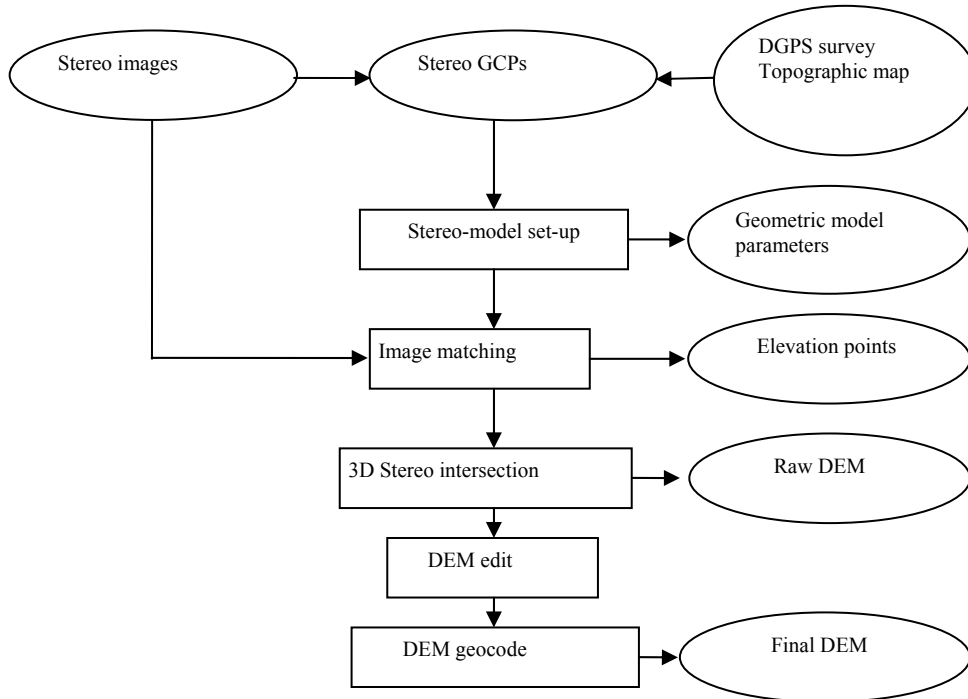 Stereo images
Stereo GCPs
DGPS survey
Topographic map
Stereo-model set-up
Geometric model
parameters
Image matching
Elevation points
3D Stereo intersection
Raw DEM
DEM edit
DEM geocode
Final DEM